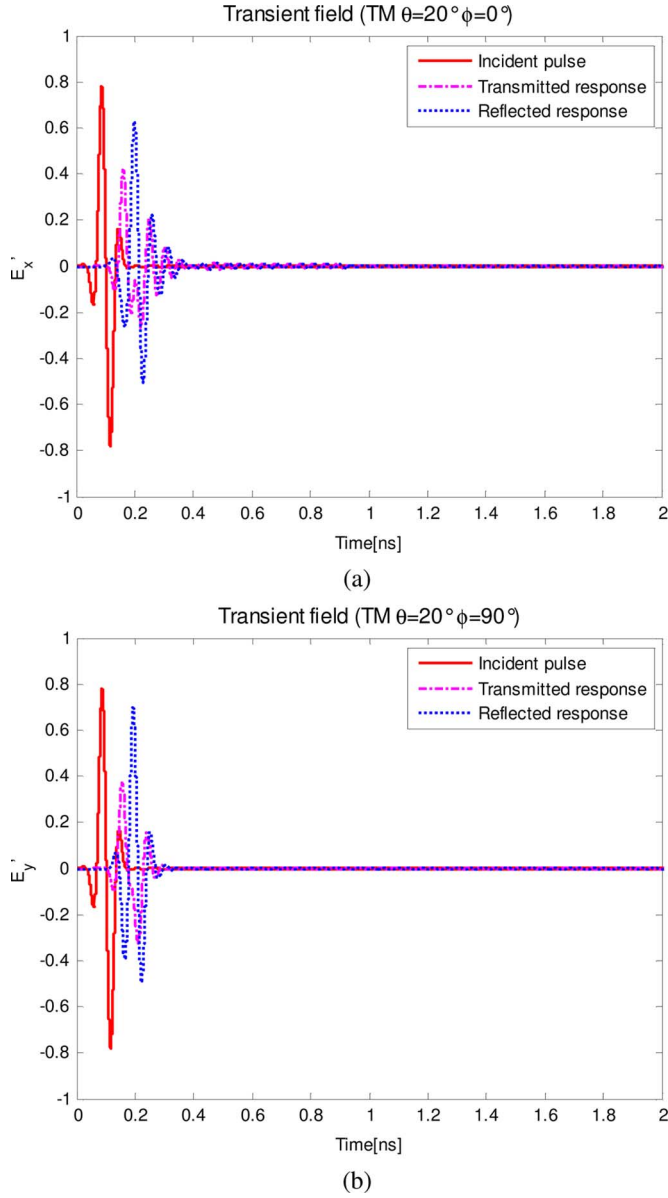 Transient field (TM θ=20°ϕ=0°)
1
0.8
0.6
0.4
0.2
0
-0.2
-0.4
-0.6
-0.8
-1
Ex'
Incident pulse
Transmitted response
Reflected response
0 0.2 0.4 0.6 0.8 1 1.2 1.4 1.6 1.8 2
Time[ns]
(a)
Transient field (TM θ=20°ϕ=90°)
1
0.8
0.6
0.4
0.2
0
-0.2
-0.4
-0.6
-0.8
-1
Ey'
Incident pulse
Transmitted response
Reflected response
0 0.2 0.4 0.6 0.8 1 1.2 1.4 1.6 1.8 2
Time[ns]
(b)